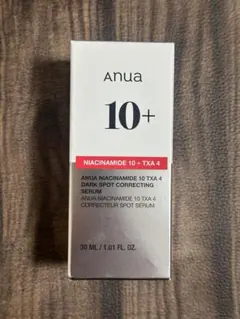 Anua
10+
NIACINAMIDE 10 + TXA 4
ANUA NIACINAMIDE 10 TXA 4
DARK SPOT CORRECTING
SERUM
ANUA NIACINAMIDE 10 TXA 4
CORRECTEUR SPOT SÉRUM
30 ML / 1.01 FL. OZ.